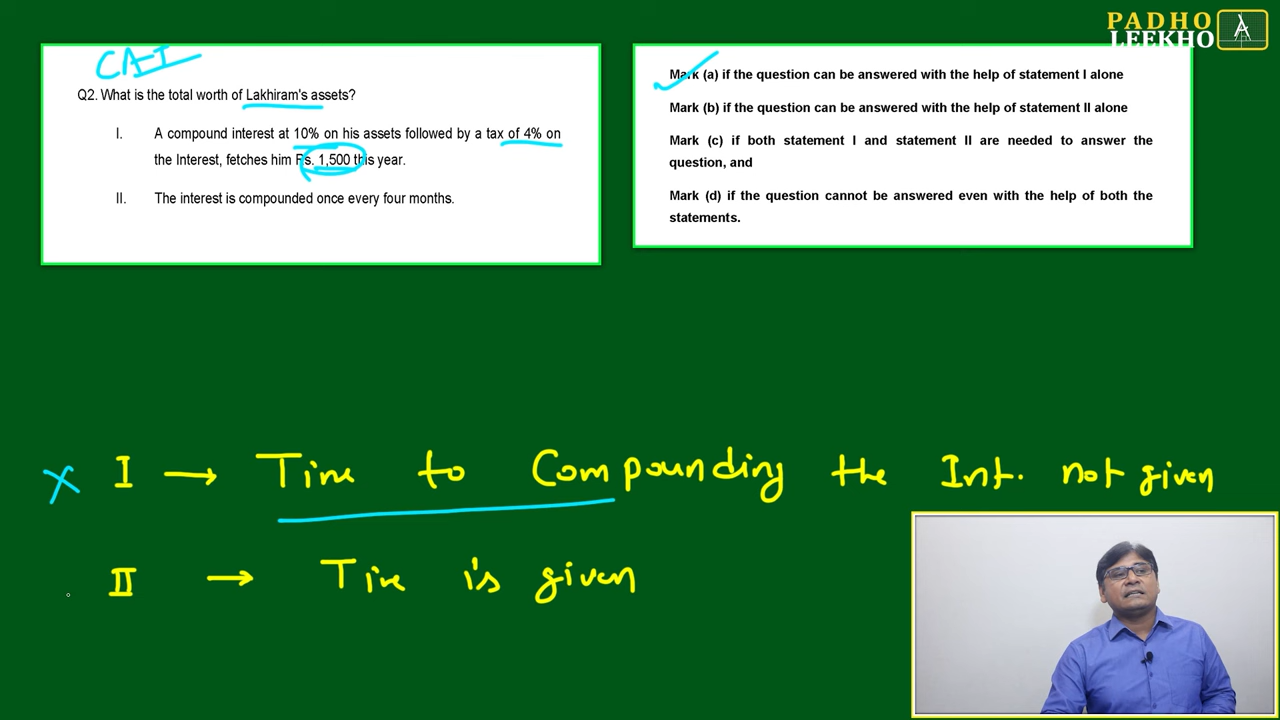 PADHO
LEEKHO
CAT
Q2. What is the total worth of Lakhiram's assets?
I. A compound interest at 10% on his assets followed by a tax of 4% on
the Interest, fetches him Rs. 1,500 this year.
II. The interest is compounded once every four months.
Mark (a) if the question can be answered with the help of statement I alone
Mark (b) if the question can be answered with the help of statement II alone
Mark (c) if both statement I and statement II are needed to answer the
question, and
Mark (d) if the question cannot be answered even with the help of both the
statements.
X I → Time to Compounding the Int. not given
II → Time is given